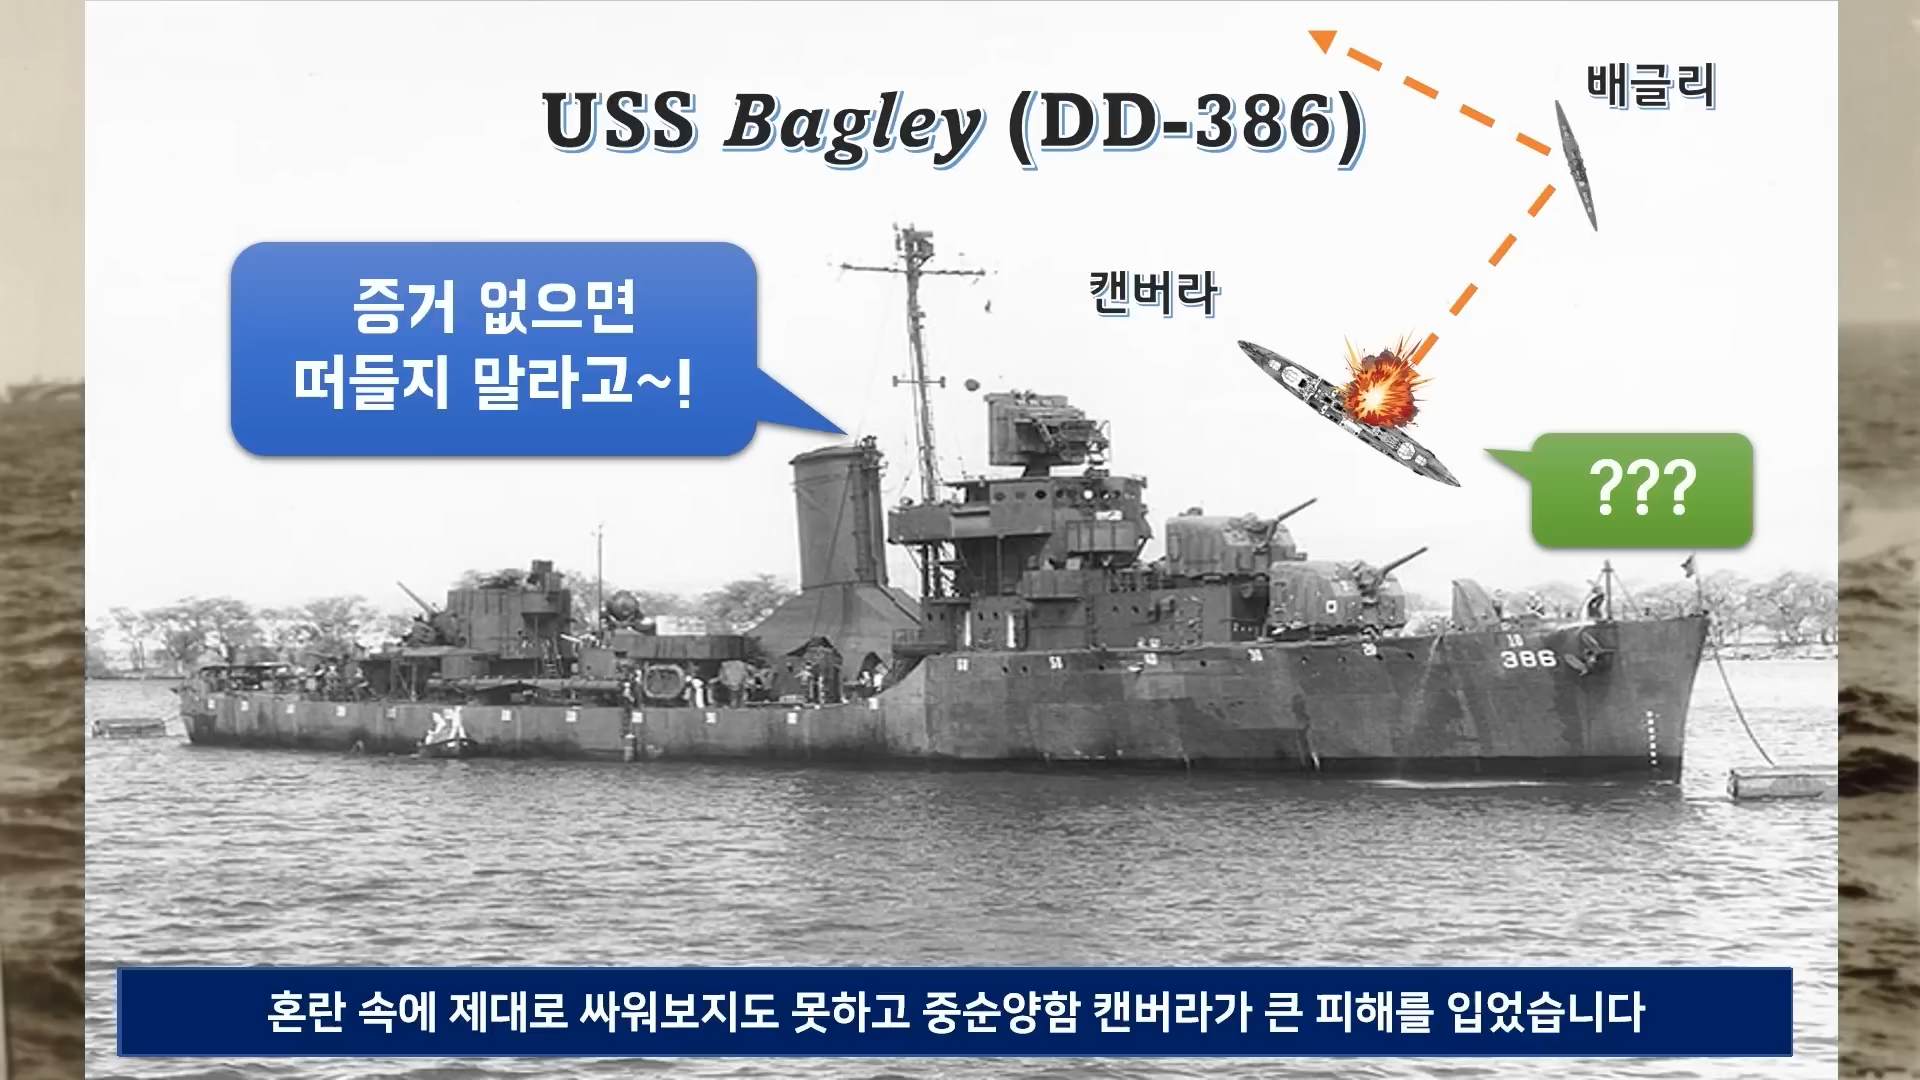 USS Bagley (DD-386)
배글리
캔버라
증거 없으면
떠들지 말라고~!
???
386
혼란 속에 제대로 싸워보지도 못하고 중순양함 캔버라가 큰 피해를 입었습니다